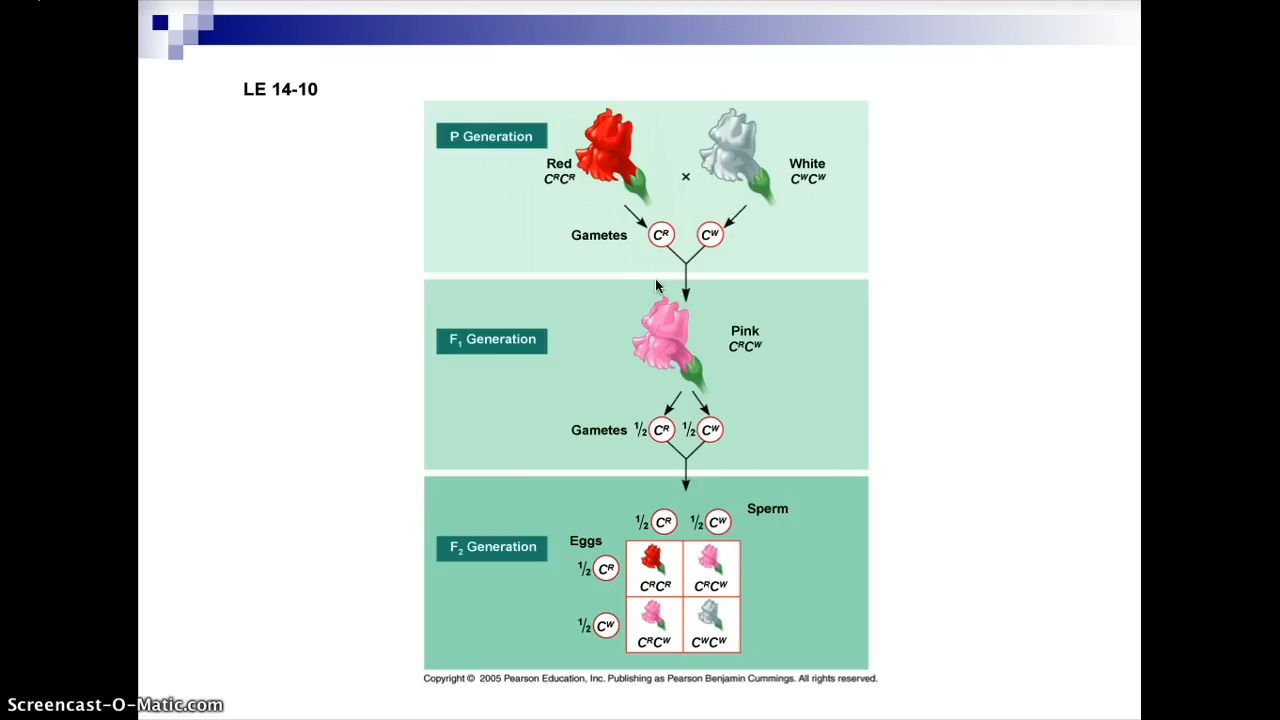 LE 14-10
P Generation
Red
CᴿCᴿ
×
White
CᵂCᵂ
Gametes Cᴿ Cᵂ
F₁ Generation
Pink
CᴿCᵂ
Gametes 1/2 Cᴿ 1/2 Cᵂ
F₂ Generation
Sperm
1/2 Cᴿ 1/2 Cᵂ
Eggs
1/2 Cᴿ
CᴿCᴿ CᴿCᵂ
1/2 Cᵂ
CᴿCᵂ CᵂCᵂ
Copyright © 2005 Pearson Education, Inc. Publishing as Pearson Benjamin Cummings. All rights reserved.
Screencast-O-Matic.com